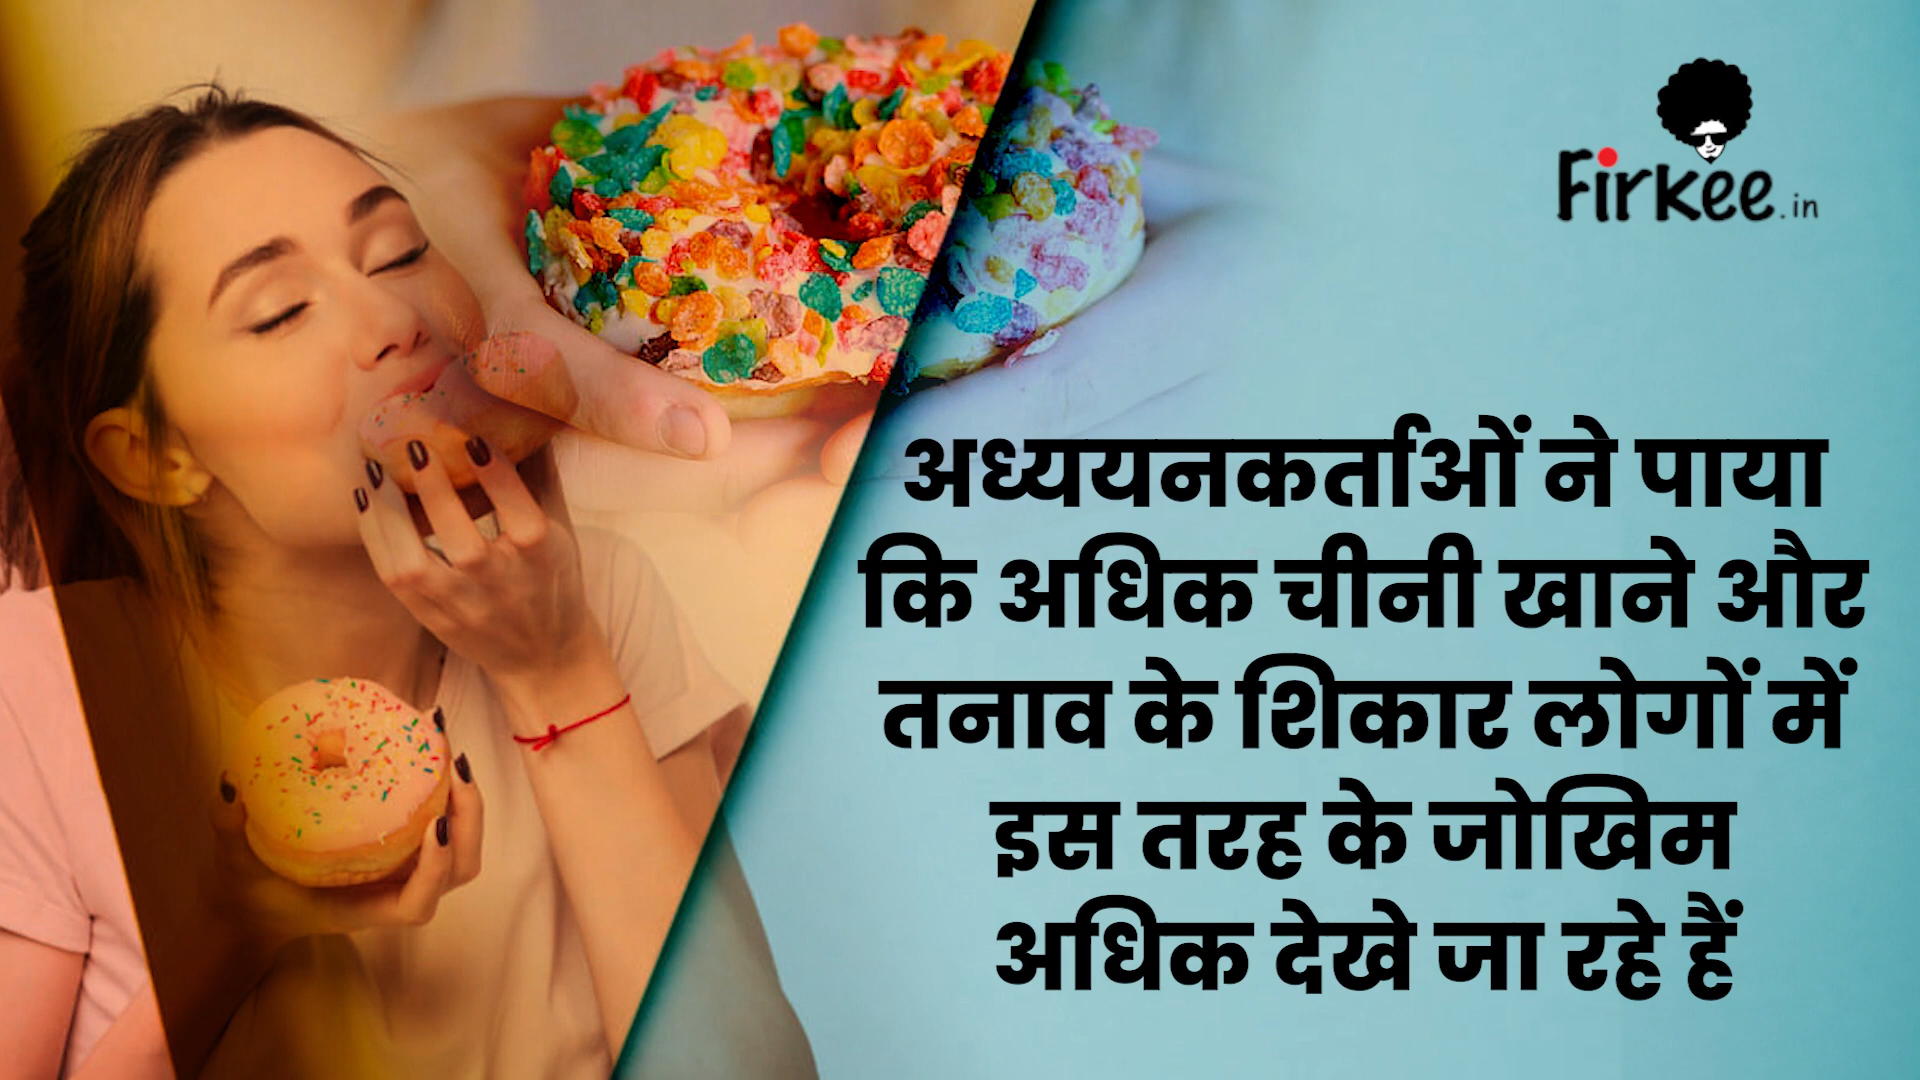 Firkee.in
अध्ययनकर्ताओं ने पाया
कि अधिक चीनी खाने और
तनाव के शिकार लोगों में
इस तरह के जोखिम
अधिक देखे जा रहे हैं